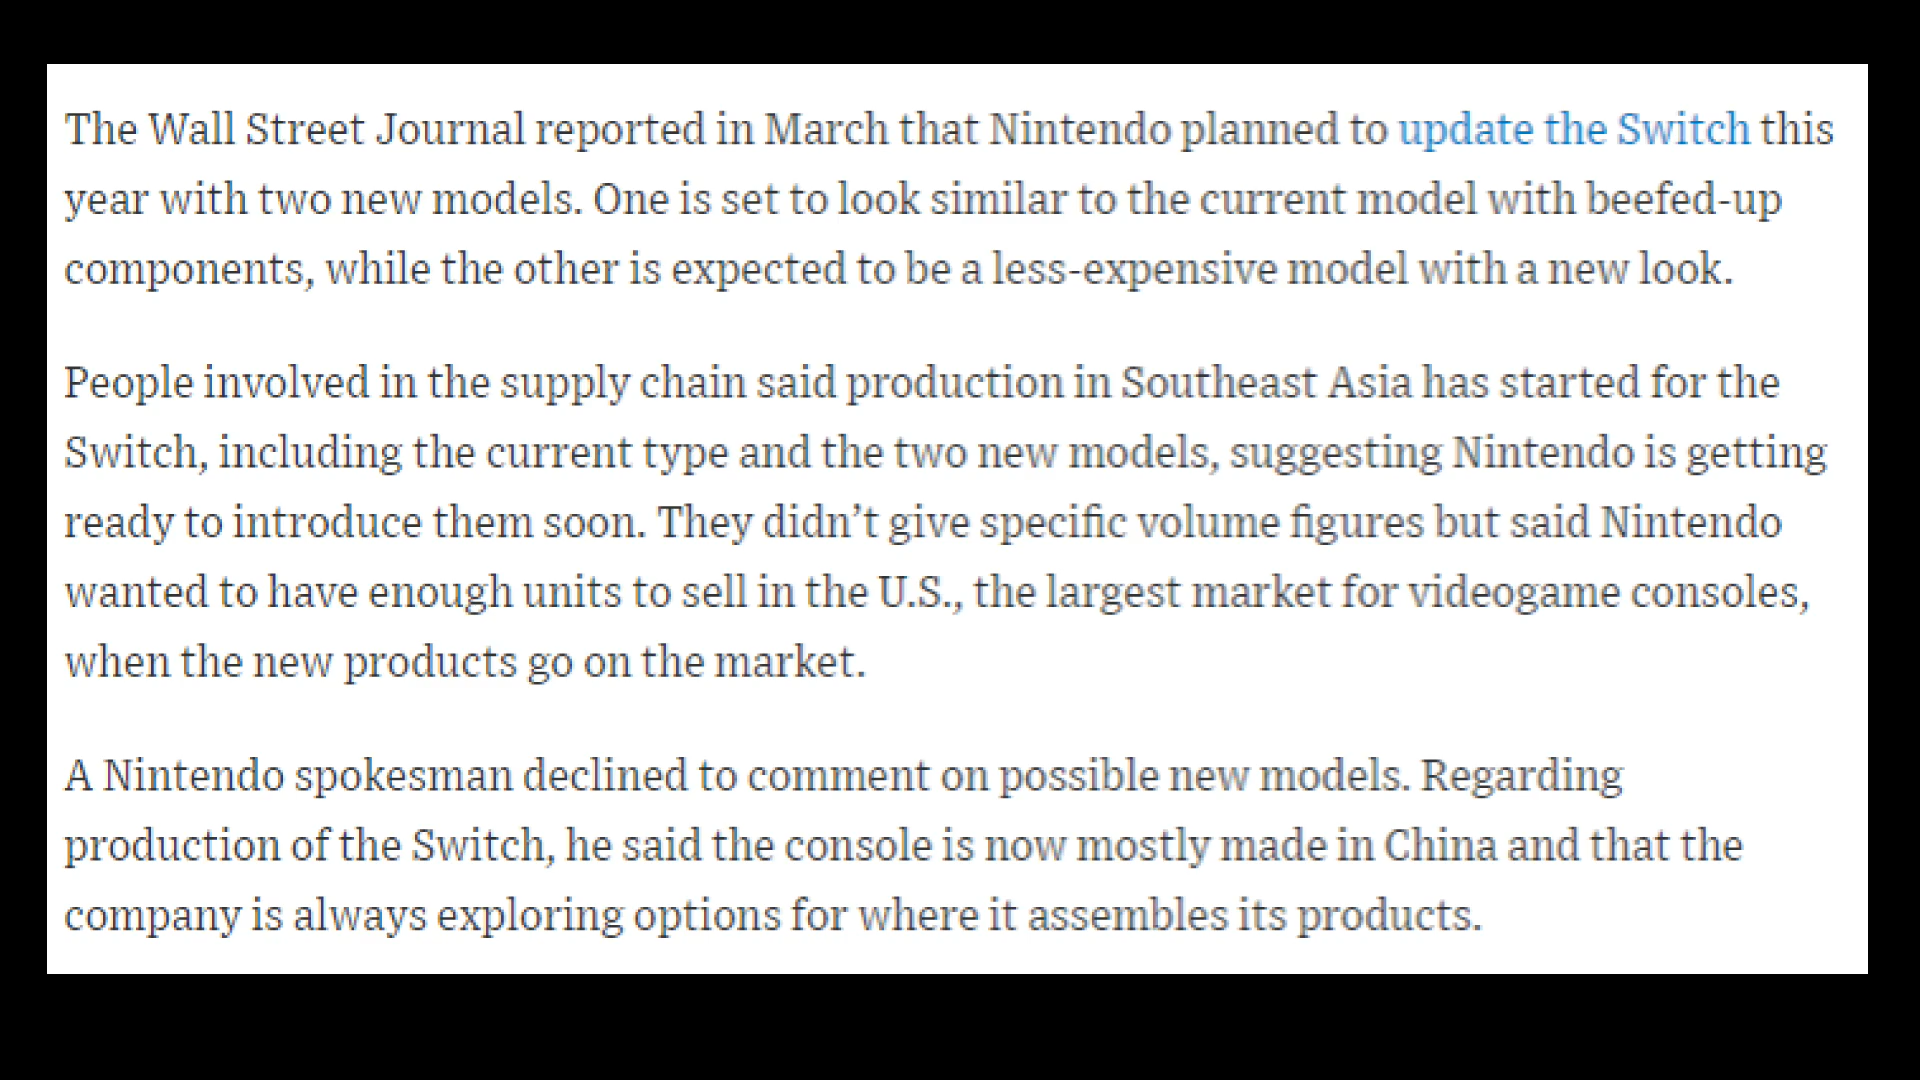 The Wall Street Journal reported in March that Nintendo planned to update the Switch this
year with two new models. One is set to look similar to the current model with beefed-up
components, while the other is expected to be a less-expensive model with a new look.
People involved in the supply chain said production in Southeast Asia has started for the
Switch, including the current type and the two new models, suggesting Nintendo is getting
ready to introduce them soon. They didn’t give specific volume figures but said Nintendo
wanted to have enough units to sell in the U.S., the largest market for videogame consoles,
when the new products go on the market.
A Nintendo spokesman declined to comment on possible new models. Regarding
production of the Switch, he said the console is now mostly made in China and that the
company is always exploring options for where it assembles its products.